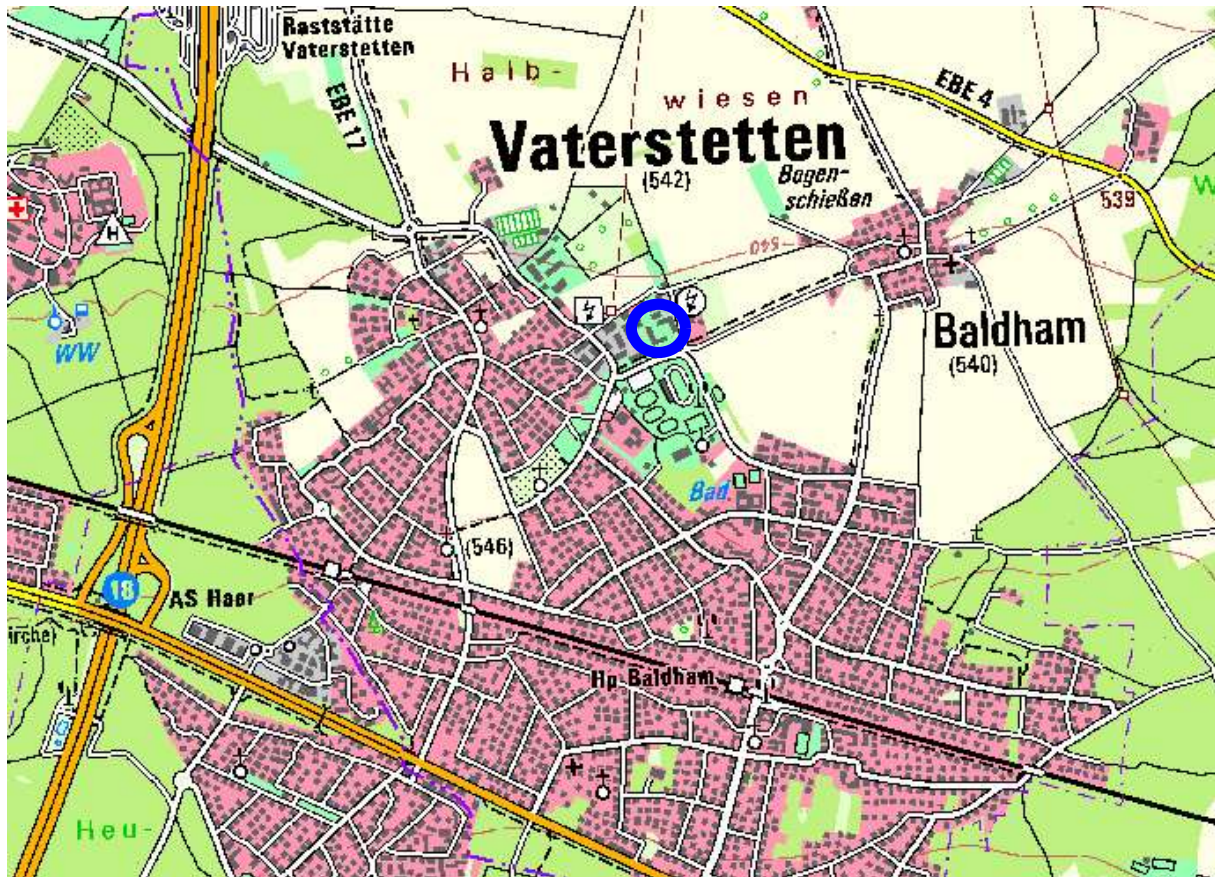 Raststätte
Vaterstetten
EBE 17
Halb-
wiesen
EBE 4
Vaterstetten
(542)
Bogen-
schießen
539
W
H
540
WW
Baldham
(540)
Bad
(546)
18
AS Haar
irche)
Hp Baldham
Heu-